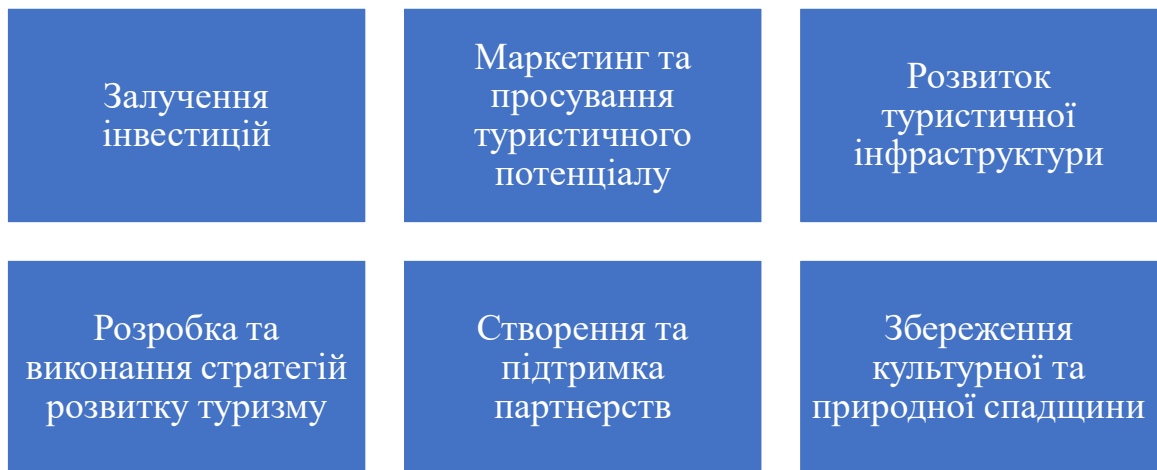 Залучення
інвестицій
Маркетинг та
просування
туристичного
потенціалу
Розвиток
туристичної
інфраструктури
Розробка та
виконання стратегій
розвитку туризму
Створення та
підтримка
партнерств
Збереження
культурної та
природної спадщини